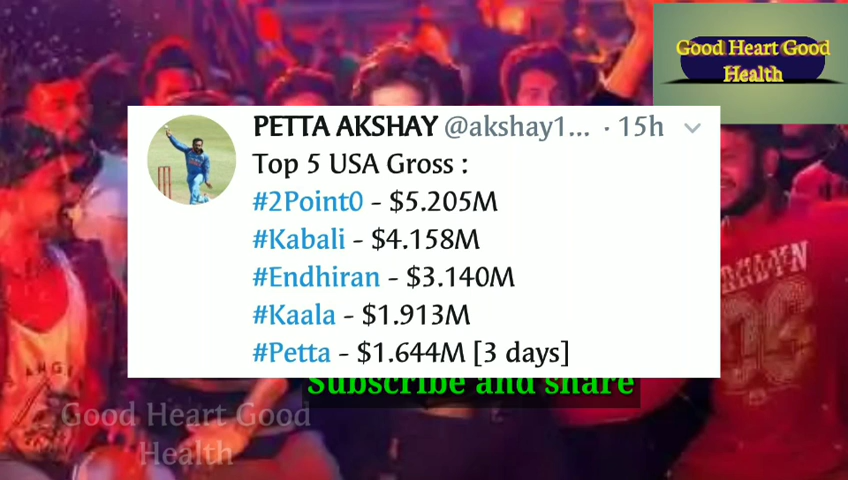 Good Heart Good
Health
PETTA AKSHAY @akshay1... · 15h
Top 5 USA Gross :
#2Point0 - $5.205M
#Kabali - $4.158M
#Endhiran - $3.140M
#Kaala - $1.913M
#Petta - $1.644M [3 days]
Subscribe and share
Good Heart Good
Health